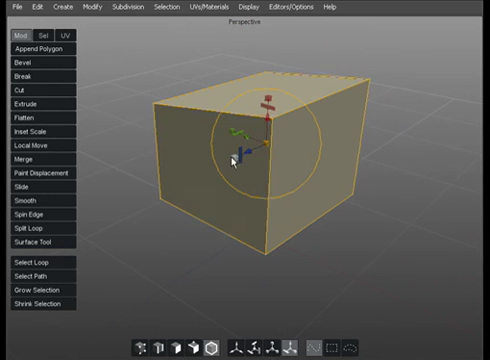 File Edit Create Modify Subdivision Selection UVs/Materials Display Editors/Options Help
Perspective
Mod Sel UV
Append Polygon
Bevel
Break
Cut
Extrude
Flatten
Inset Scale
Local Move
Merge
Paint Displacement
Slide
Smooth
Spin Edge
Split Loop
Surface Tool
Select Loop
Select Path
Grow Selection
Shrink Selection